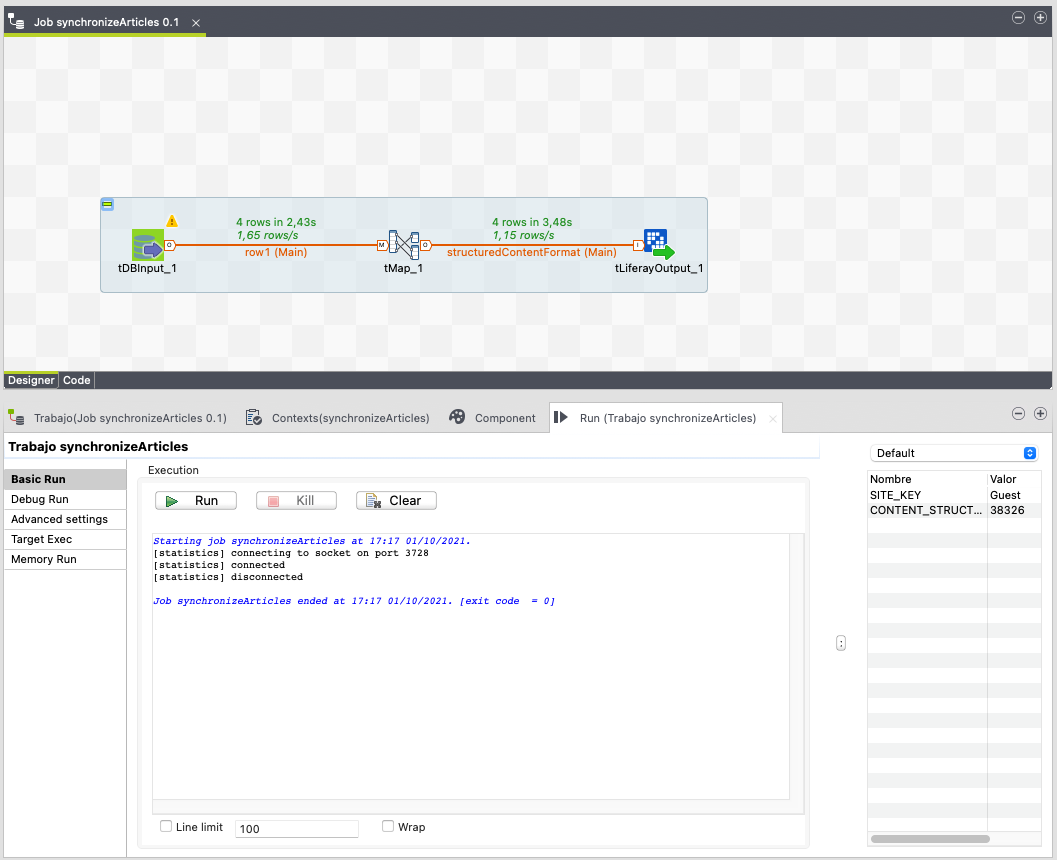 Job synchronizeArticles 0.1
4 rows in 2,43s
1,65 rows/s
row1 (Main)
4 rows in 3,48s
1,15 rows/s
structuredContentFormat (Main)
O
M
O
I
tDBInput_1
tMap_1
tLiferayOutput_1
Designer
Code
Trabajo(Job synchronizeArticles 0.1)
Contexts(synchronizeArticles)
Component
Run (Trabajo synchronizeArticles)
Trabajo synchronizeArticles
Basic Run
Debug Run
Advanced settings
Target Exec
Memory Run
Execution
Run
Kill
Clear
Starting job synchronizeArticles at 17:17 01/10/2021.
[statistics] connecting to socket on port 3728
[statistics] connected
[statistics] disconnected
Job synchronizeArticles ended at 17:17 01/10/2021. [exit code  = 0]
Line limit
100
Wrap
Default
Nombre Valor
SITE_KEY Guest
CONTENT_STRUCT... 38326